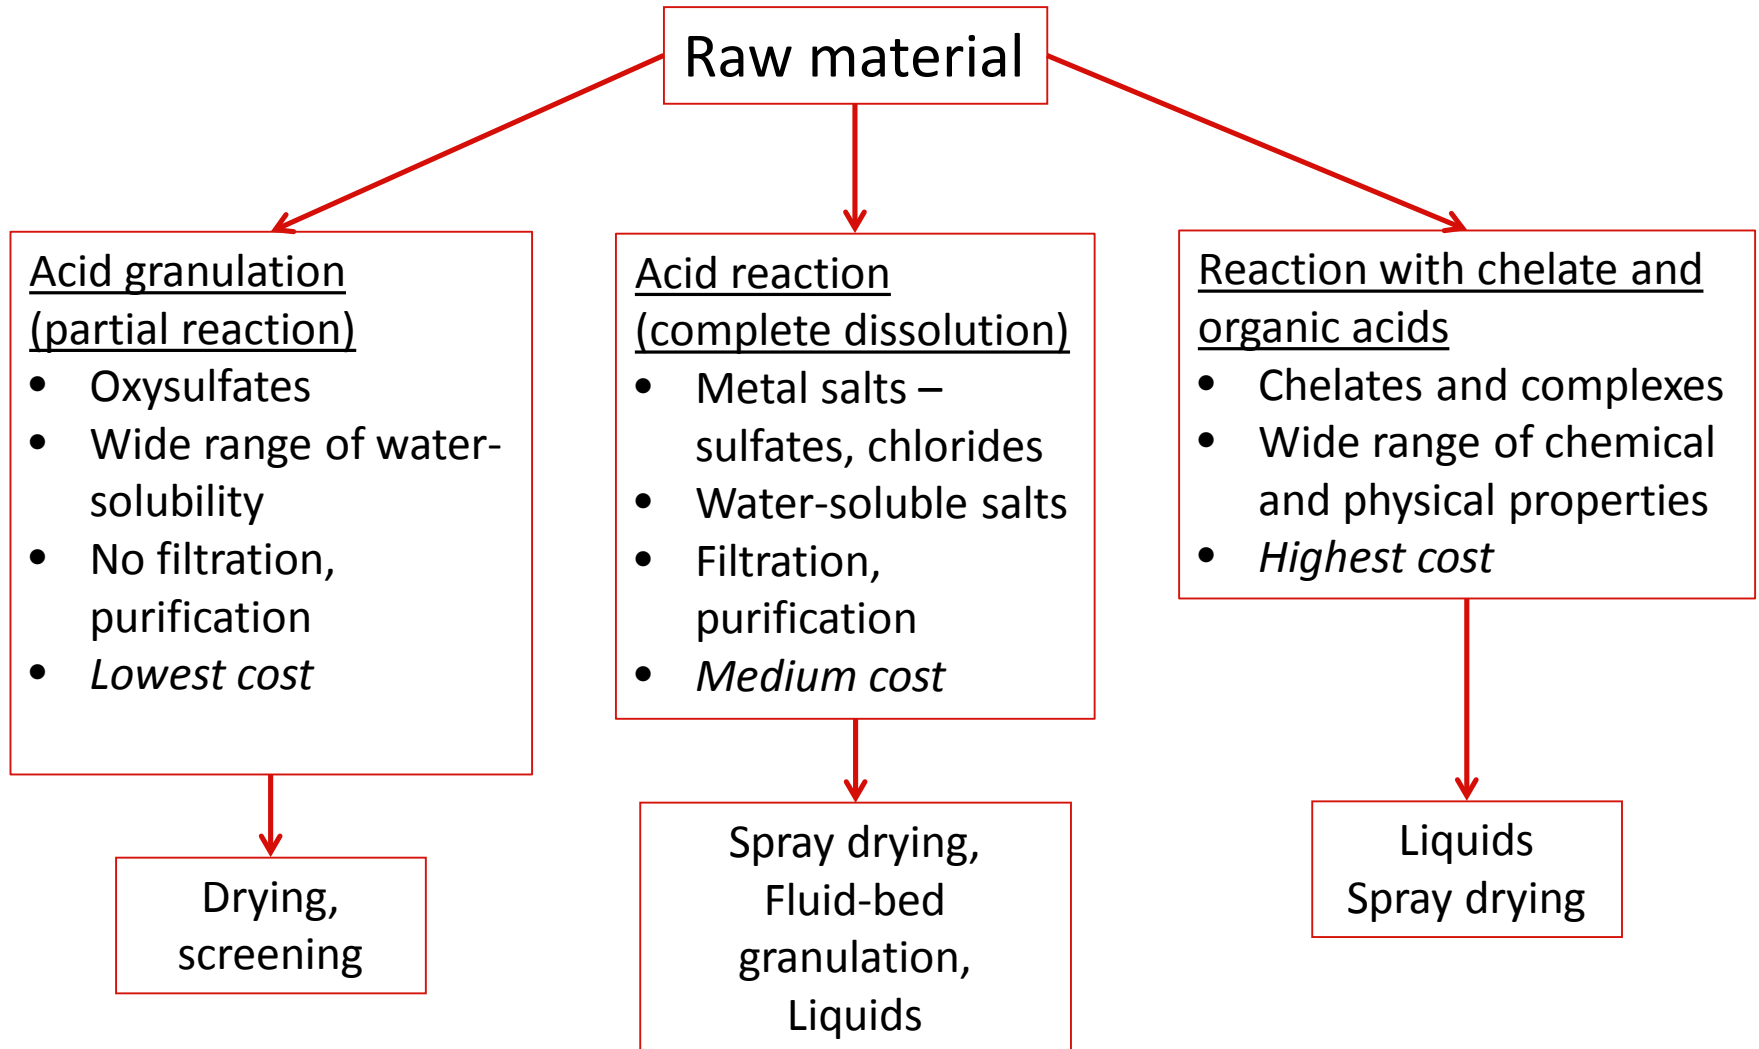 Raw material
Acid granulation
(partial reaction)
• Oxysulfates
• Wide range of water-
solubility
• No filtration,
purification
• Lowest cost
Acid reaction
(complete dissolution)
• Metal salts –
sulfates, chlorides
• Water-soluble salts
• Filtration,
purification
• Medium cost
Reaction with chelate and
organic acids
• Chelates and complexes
• Wide range of chemical
and physical properties
• Highest cost
Drying,
screening
Spray drying,
Fluid-bed
granulation,
Liquids
Liquids
Spray drying